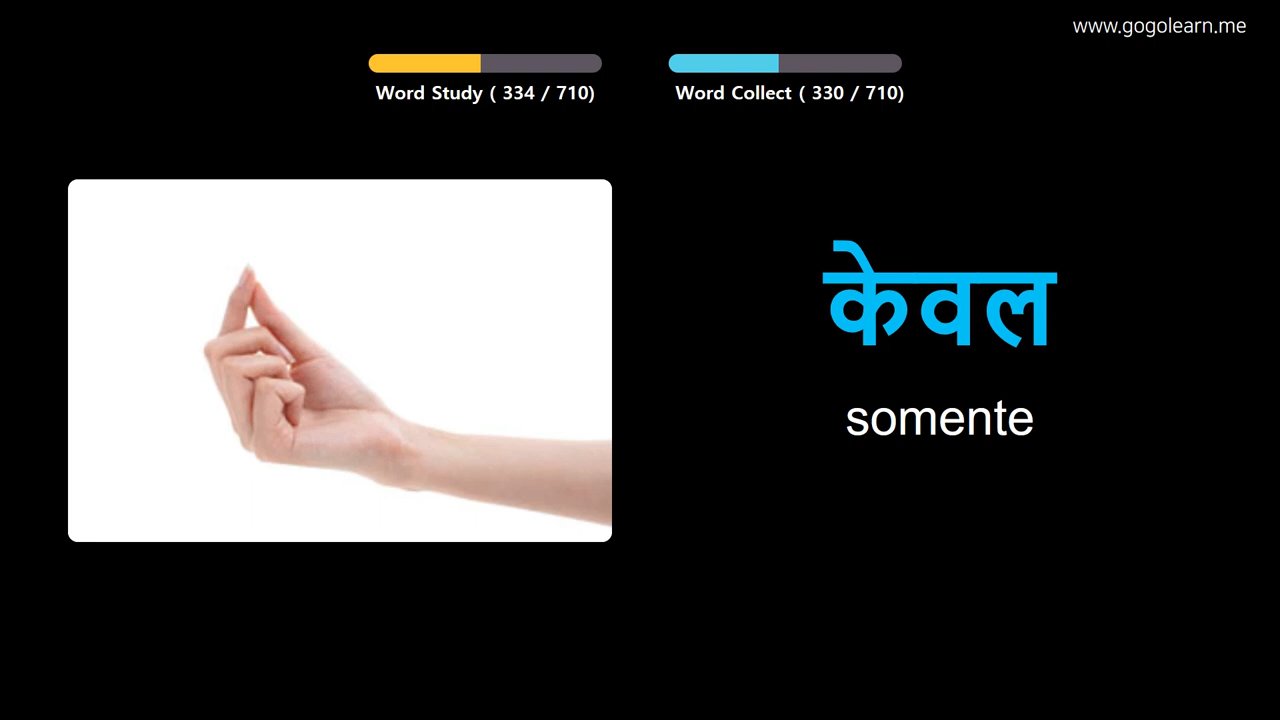 www.gogolearn.me
Word Study ( 334 / 710)
Word Collect ( 330 / 710)
केवल
somente